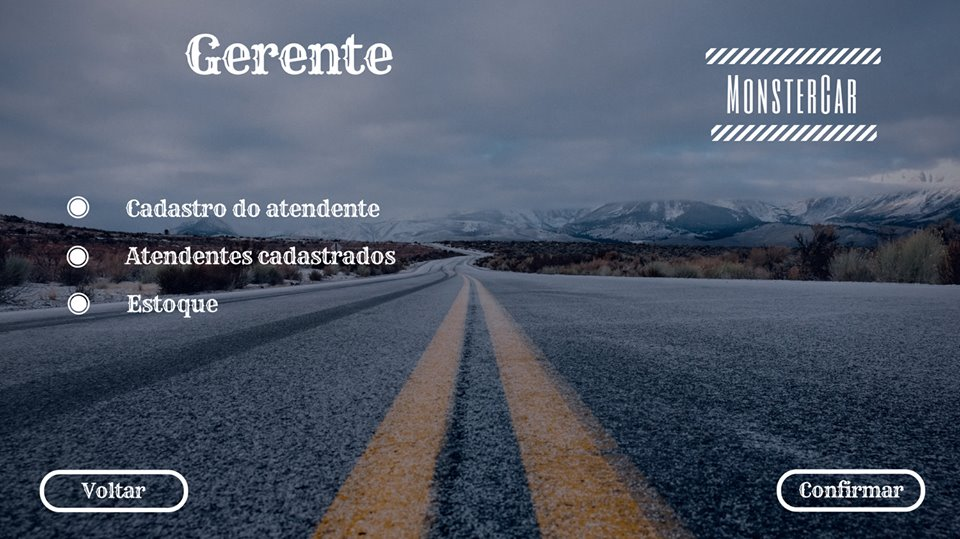 Gerente
MonsterCar
Cadastro do atendente
Atendentes cadastrados
Estoque
Voltar
Confirmar